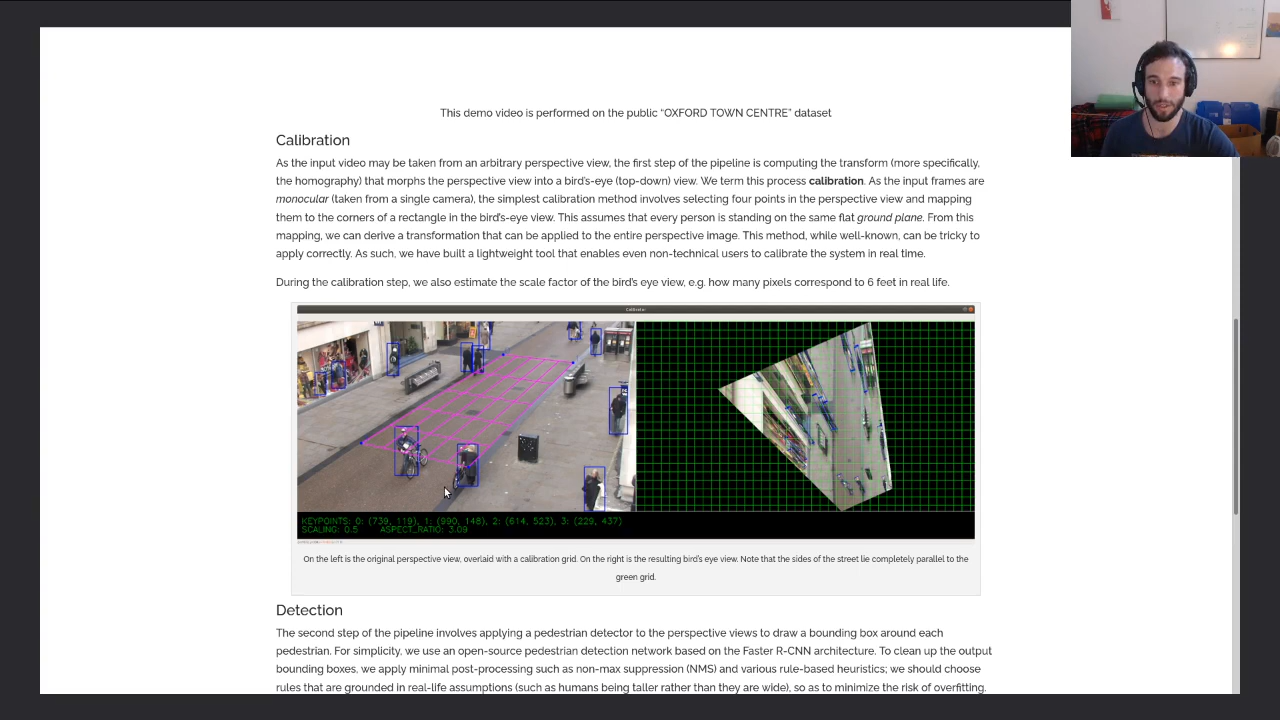 This demo video is performed on the public “OXFORD TOWN CENTRE” dataset
Calibration
As the input video may be taken from an arbitrary perspective view, the first step of the pipeline is computing the transform (more specifically,
the homography) that morphs the perspective view into a bird’s-eye (top-down) view. We term this process calibration. As the input frames are
monocular (taken from a single camera), the simplest calibration method involves selecting four points in the perspective view and mapping
them to the corners of a rectangle in the bird’s-eye view. This assumes that every person is standing on the same flat ground plane. From this
mapping, we can derive a transformation that can be applied to the entire perspective image. This method, while well-known, can be tricky to
apply correctly. As such, we have built a lightweight tool that enables even non-technical users to calibrate the system in real time.
During the calibration step, we also estimate the scale factor of the bird’s eye view, e.g. how many pixels correspond to 6 feet in real life.
Calibrator
KEYPOINTS: 0: (739, 119), 1: (990, 148), 2: (614, 523), 3: (229, 437)
SCALING: 0.5 ASPECT_RATIO: 3.09
On the left is the original perspective view, overlaid with a calibration grid. On the right is the resulting bird’s eye view. Note that the sides of the street lie completely parallel to the
green grid.
Detection
The second step of the pipeline involves applying a pedestrian detector to the perspective views to draw a bounding box around each
pedestrian. For simplicity, we use an open-source pedestrian detection network based on the Faster R-CNN architecture. To clean up the output
bounding boxes, we apply minimal post-processing such as non-max suppression (NMS) and various rule-based heuristics; we should choose
rules that are grounded in real-life assumptions (such as humans being taller rather than they are wide), so as to minimize the risk of overfitting.